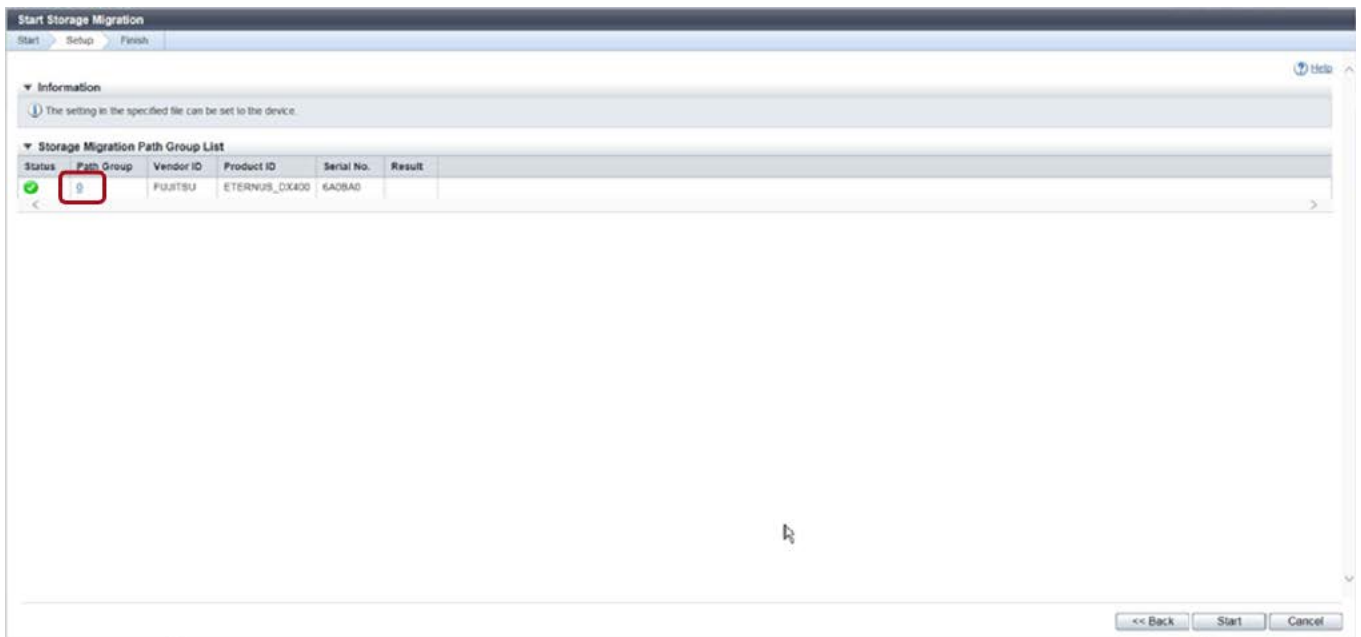 Start Storage Migration
Start Setup Finish
Help
Information
The setting in the specified file can be set to the device.
Storage Migration Path Group List
Status Path Group Vendor ID Product ID Serial No. Result
0 FUJITSU ETERNUS_DX400 6A0BA0
<< Back Start Cancel